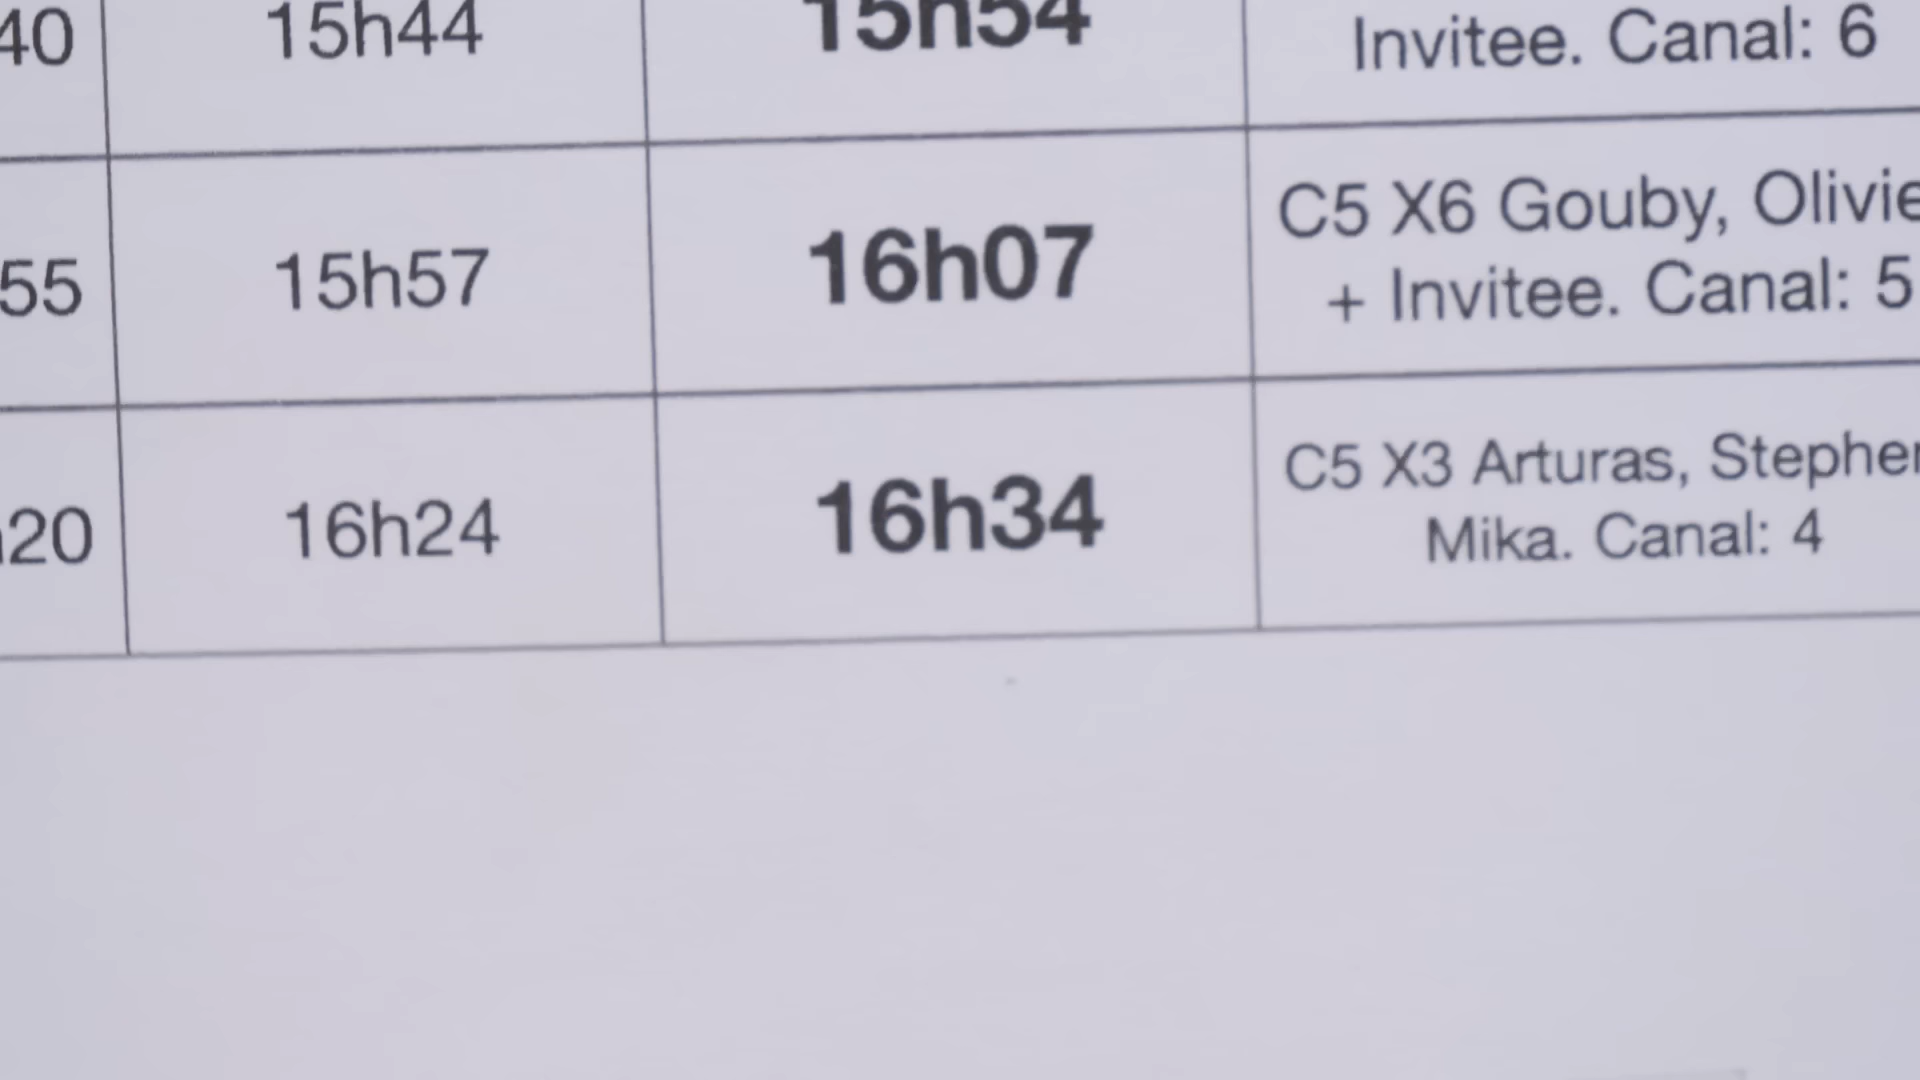 40 15h44 15h54 Invitee. Canal: 6
55 15h57 16h07 C5 X6 Gouby, Olivie
+ Invitee. Canal: 5
h20 16h24 16h34 C5 X3 Arturas, Stephen
Mika. Canal: 4